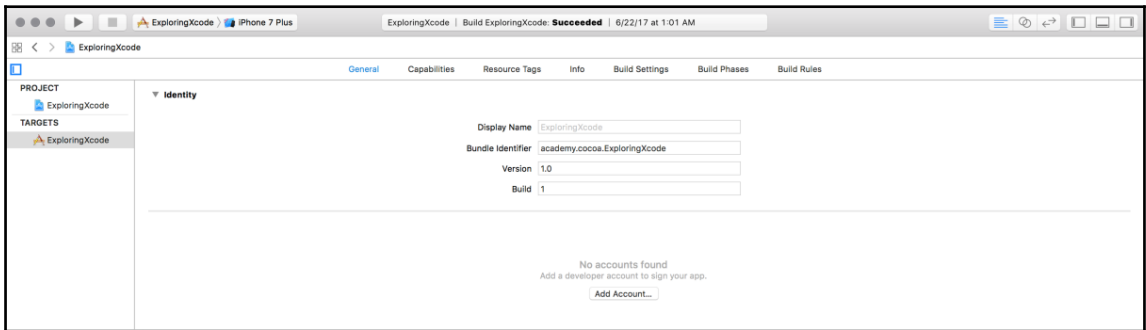 ExploringXcode 〉 iPhone 7 Plus
ExploringXcode | Build ExploringXcode: Succeeded | 6/22/17 at 1:01 AM
ExploringXcode
General Capabilities Resource Tags Info Build Settings Build Phases Build Rules
PROJECT
ExploringXcode
TARGETS
ExploringXcode
▼ Identity
Display Name ExploringXcode
Bundle Identifier academy.cocoa.ExploringXcode
Version 1.0
Build 1
No accounts found
Add a developer account to sign your app.
Add Account...